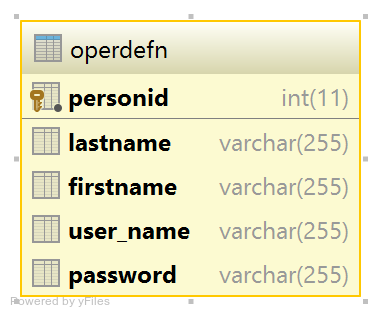 operdefn
personid int(11)
lastname varchar(255)
firstname varchar(255)
user_name varchar(255)
password varchar(255)
Powered by yFiles